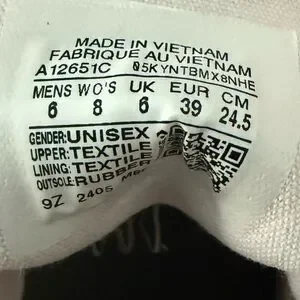 MADE IN VIETNAM
FABRIQUE AU VIETNAM
A12651C 05KYNTBMX8NHE
MENS WO'S UK EUR CM
6 8 6 39 24.5
GENDER:UNISEX
UPPER:TEXTILE
LINING:TEXTILE
OUTSOLE:RUBBER
9Z 2405